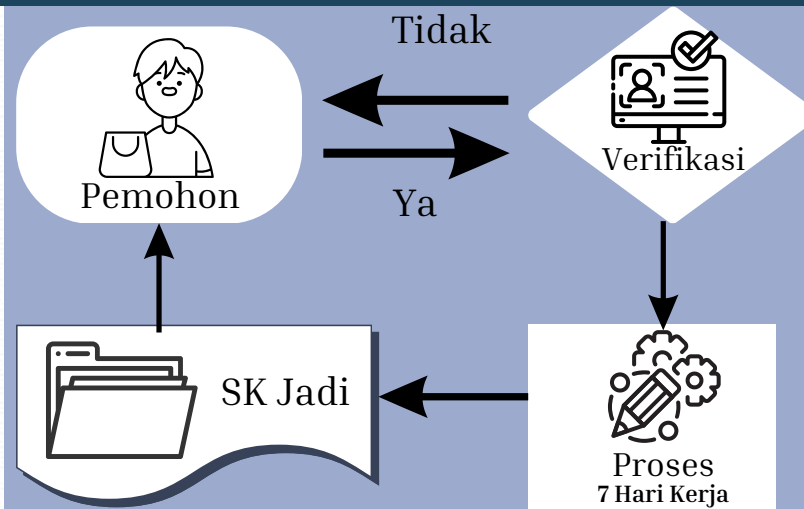 Tidak
Pemohon
Verifikasi
Ya
SK Jadi
Proses
7 Hari Kerja